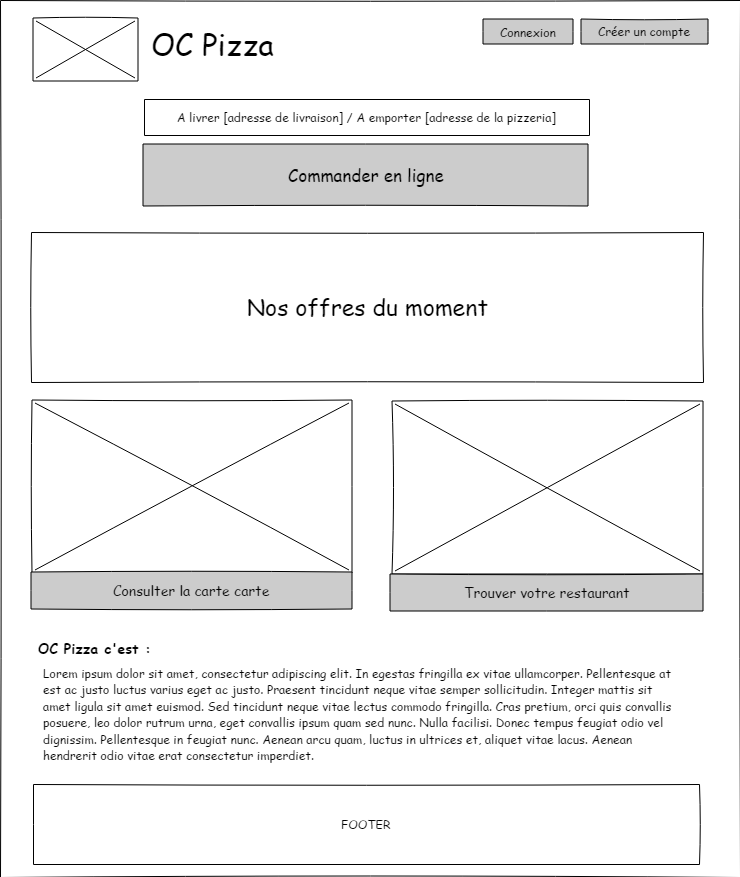 OC Pizza
Connexion
Créer un compte
A livrer [adresse de livraison] / A emporter [adresse de la pizzeria]
Commander en ligne
Nos offres du moment
Consulter la carte carte
Trouver votre restaurant
OC Pizza c'est :
Lorem ipsum dolor sit amet, consectetur adipiscing elit. In egestas fringilla ex vitae ullamcorper. Pellentesque at
est ac justo luctus varius eget ac justo. Praesent tincidunt neque vitae semper sollicitudin. Integer mattis sit
amet ligula sit amet euismod. Sed tincidunt neque vitae lectus commodo fringilla. Cras pretium, orci quis convallis
posuere, leo dolor rutrum urna, eget convallis ipsum quam sed nunc. Nulla facilisi. Donec tempus feugiat odio vel
dignissim. Pellentesque in feugiat nunc. Aenean arcu quam, luctus in ultrices et, aliquet vitae lacus. Aenean
hendrerit odio vitae erat consectetur imperdiet.
FOOTER